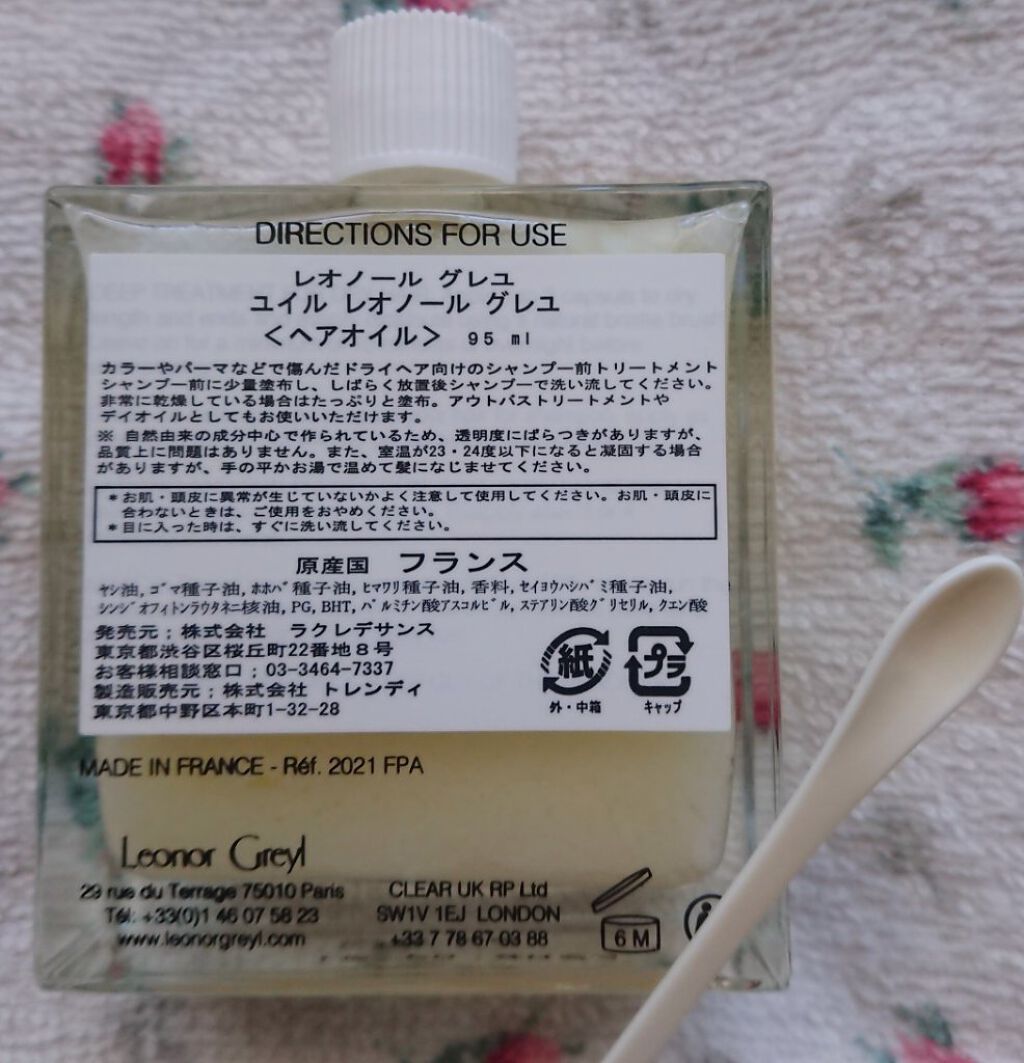 DIRECTIONS FOR USE
レオノール グレユ
ユイル レオノール グレユ
＜ヘアオイル＞ 95 ml
カラーやパーマなどで傷んだドライヘア向けのシャンプー前トリートメント
シャンプー前に少量塗布し、しばらく放置後シャンプーで洗い流してください。
非常に乾燥している場合はたっぷりと塗布。アウトバストリートメントや
デイオイルとしてもお使いいただけます。
※ 自然由来の成分中心で作られているため、透明度にばらつきがありますが、
品質上に問題はありません。また、室温が23・24度以下になると凝固する場合
がありますが、手の平かお湯で温めて髪になじませてください。
＊お肌・頭皮に異常が生じていないかよく注意して使用してください。お肌・頭皮に
合わないときは、ご使用をおやめください。
＊目に入った時は、すぐに洗い流してください。
原産国 フランス
ﾔｼ油, ｺﾞﾏ種子油, ﾎﾎﾊﾞ種子油, ﾋﾏﾜﾘ種子油, 香料, ｾｲﾖｳﾊｼﾊﾞﾐ種子油,
ｼﾝｼﾞｵﾌｨﾄﾝﾗｳﾀﾈﾆ核油, PG, BHT, ﾊﾟﾙﾐﾁﾝ酸ｱｽｺﾙﾋﾞﾙ, ｽﾃｱﾘﾝ酸ｸﾞﾘｾﾘﾙ, ｸｴﾝ酸
発売元；株式会社 ラクレデサンス
東京都渋谷区桜丘町22番地８号
お客様相談窓口；03-3464-7337
製造販売元；株式会社 トレンディ
東京都中野区本町1-32-28
紙 プラ
外・中箱 キャップ
MADE IN FRANCE - Réf. 2021 FPA
Leonor Greyl
29 rue du Terrage 75010 Paris
Tél: +33(0)1 46 07 58 23
www.leonorgreyl.com
CLEAR UK RP Ltd
SW1V 1EJ LONDON
+33 7 78 67 03 88
6 M